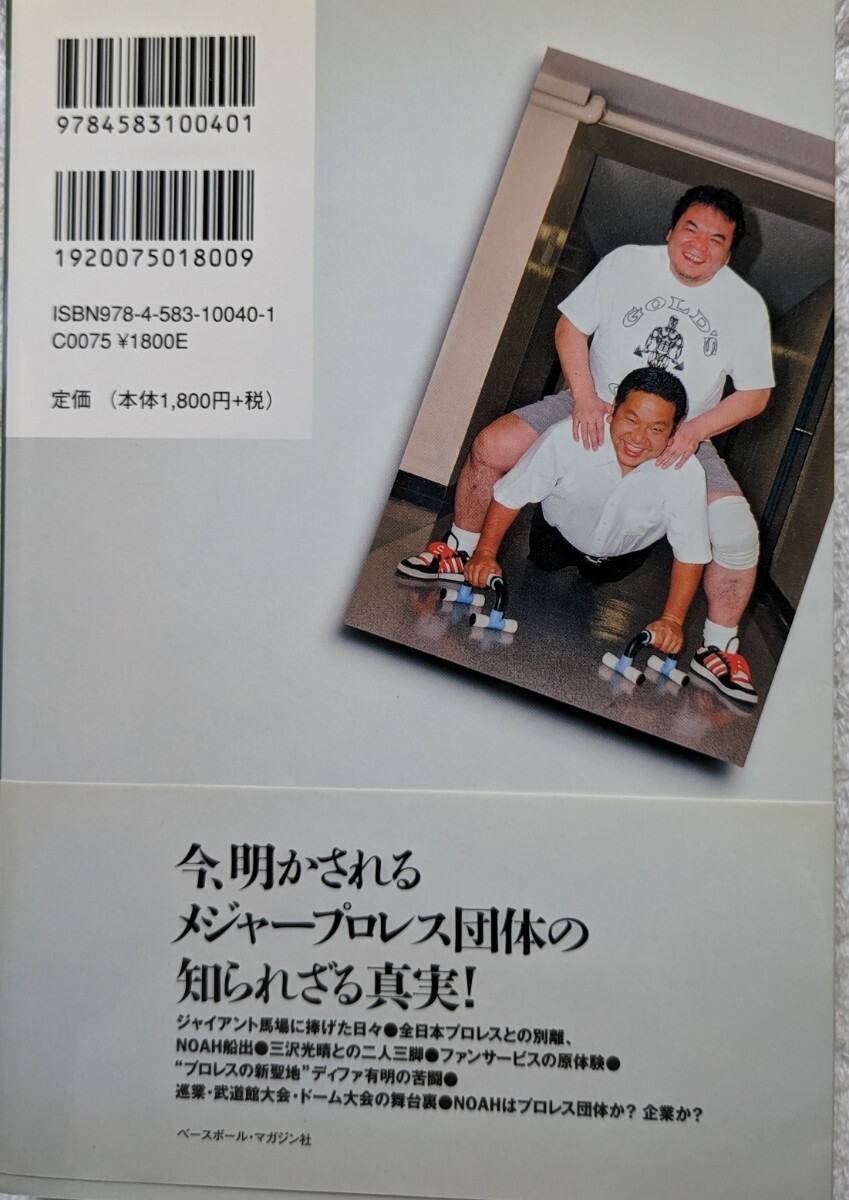 9784583100401
1920075018009
ISBN978-4-583-10040-1
C0075 ¥1800E
定価 （本体1,800円+税）
GOLD'S
今、明かされる
メジャープロレス団体の
知られざる真実！
ジャイアント馬場に捧げた日々●全日本プロレスとの別離、
NOAH船出●三沢光晴との二人三脚●ファンサービスの原体験●
“プロレスの新聖地”ディファ有明の苦闘●
巡業・武道館大会・ドーム大会の舞台裏●NOAHはプロレス団体か？ 企業か？
ベースボール・マガジン社